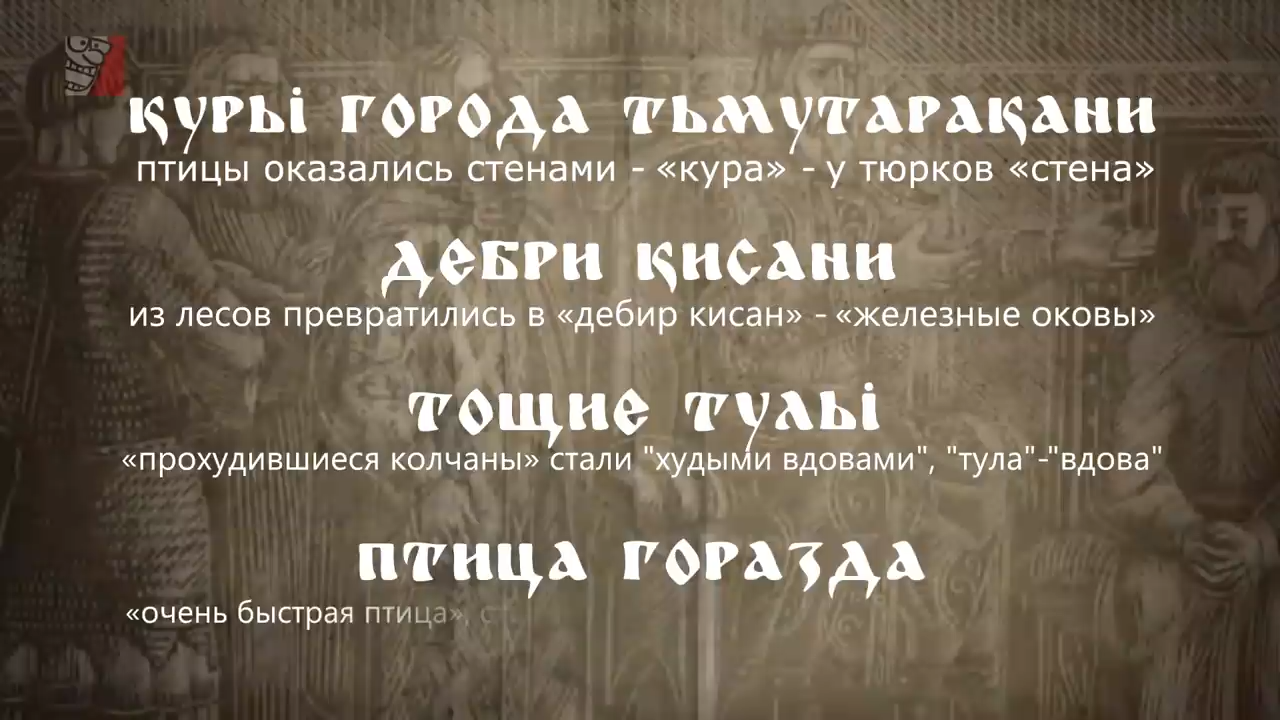 КУРЫ ГОРОДА ТЬМУТАРАКАНИ
птицы оказались стенами - «кура» - у тюрков «стена»
ДЕБРИ КИСАНИ
из лесов превратились в «дебир кисан» - «железные оковы»
ТОЩИЕ ТУЛЫ
«прохудившиеся колчаны» стали "худыми вдовами", "тула"-"вдова"
ПТИЦА ГОРАЗДА
«очень быстрая птица»,